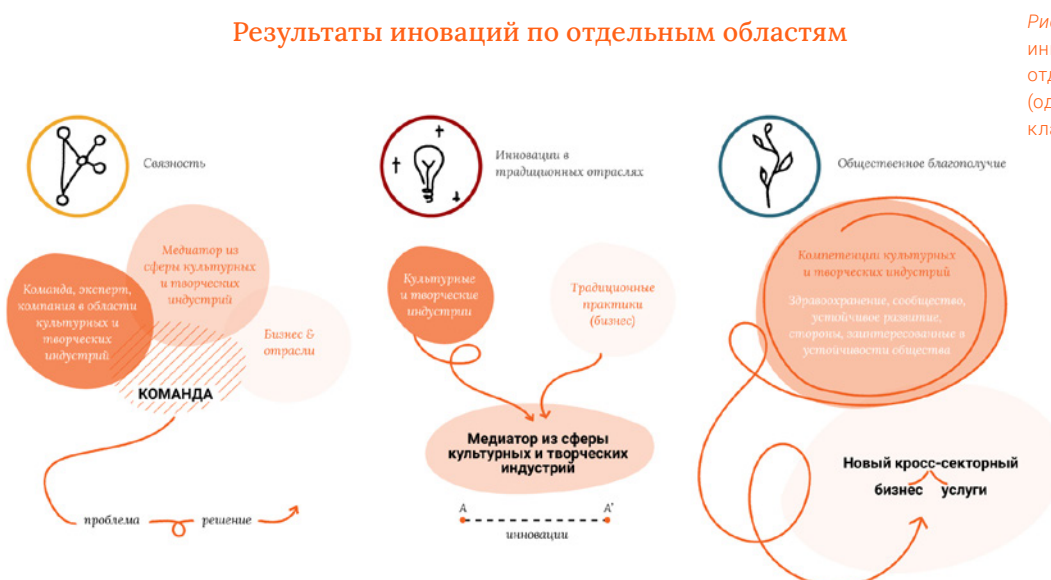 Результаты иноваций по отдельным областям
Связность
Медиатор из
сферы культурных
и творческих
индустрий
Команда, эксперт,
компания в области
культурных и
творческих
индустрий
Бизнес &
отрасли
КОМАНДА
проблема
решение
Инновации в
традиционных отраслях
Культурные
и творческие
индустрии
Традиционные
практики
(бизнес)
Медиатор из сферы
культурных и творческих
индустрий
A
A'
инновации
Общественное благополучие
Компетенции культурных
и творческих индустрий
Здравоохранение, сообщество,
устойчивое развитие,
стороны, заинтересованные в
устойчивости общества
Новый кросс-секторный
бизнес услуги